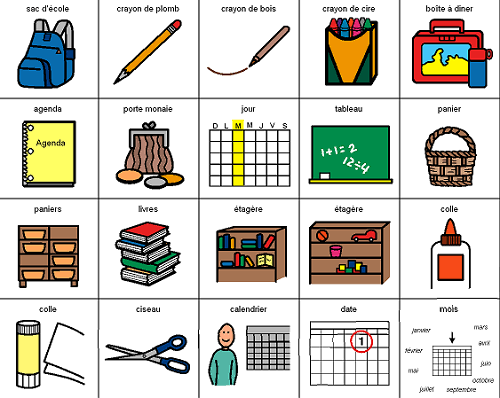 sac d'école
crayon de plomb
crayon de bois
crayon de cire
boîte à dîner
agenda
Agenda
porte monaie
jour
D L M M J V S
tableau
1+1=2
12÷4
panier
paniers
livres
étagère
étagère
colle
colle
ciseau
calendrier
date
1
mois
janvier
mars
avril
février
juin
mai
octobre
juillet
septembre